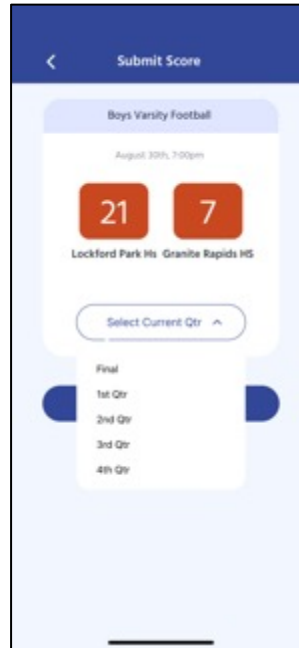 Submit Score
Boys Varsity Football
August 30th, 7:00pm
21 7
Lockford Park Hs Granite Rapids HS
Select Current Qtr
Final
1st Qtr
2nd Qtr
3rd Qtr
4th Qtr